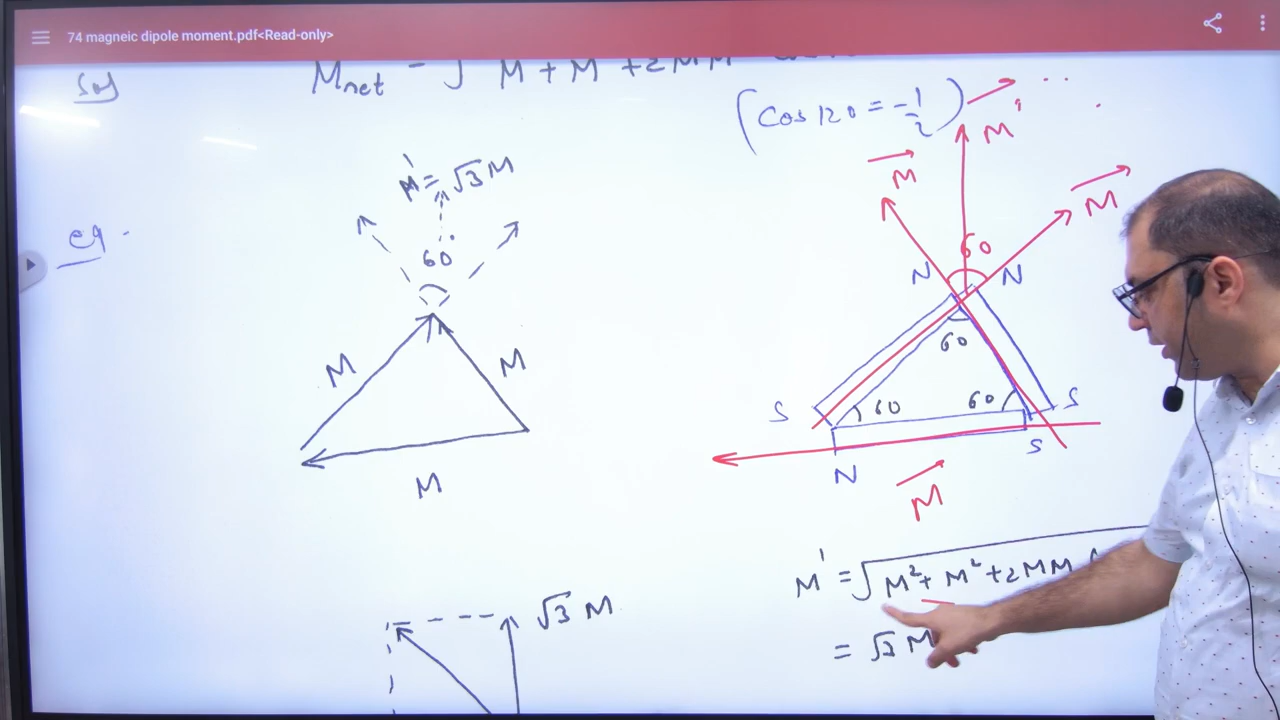 74 magneic dipole moment.pdf<Read-only>
Sol
Mnet = √ M + M + 2MM
(Cos 120 = -1/2)
M'
M
M
M' = √3 M
eg.
60°
60
N
N
M
M
60
S
60
60
S
M
N
S
M
M' = √M² + M² + 2MM
= √3 M
√3 M